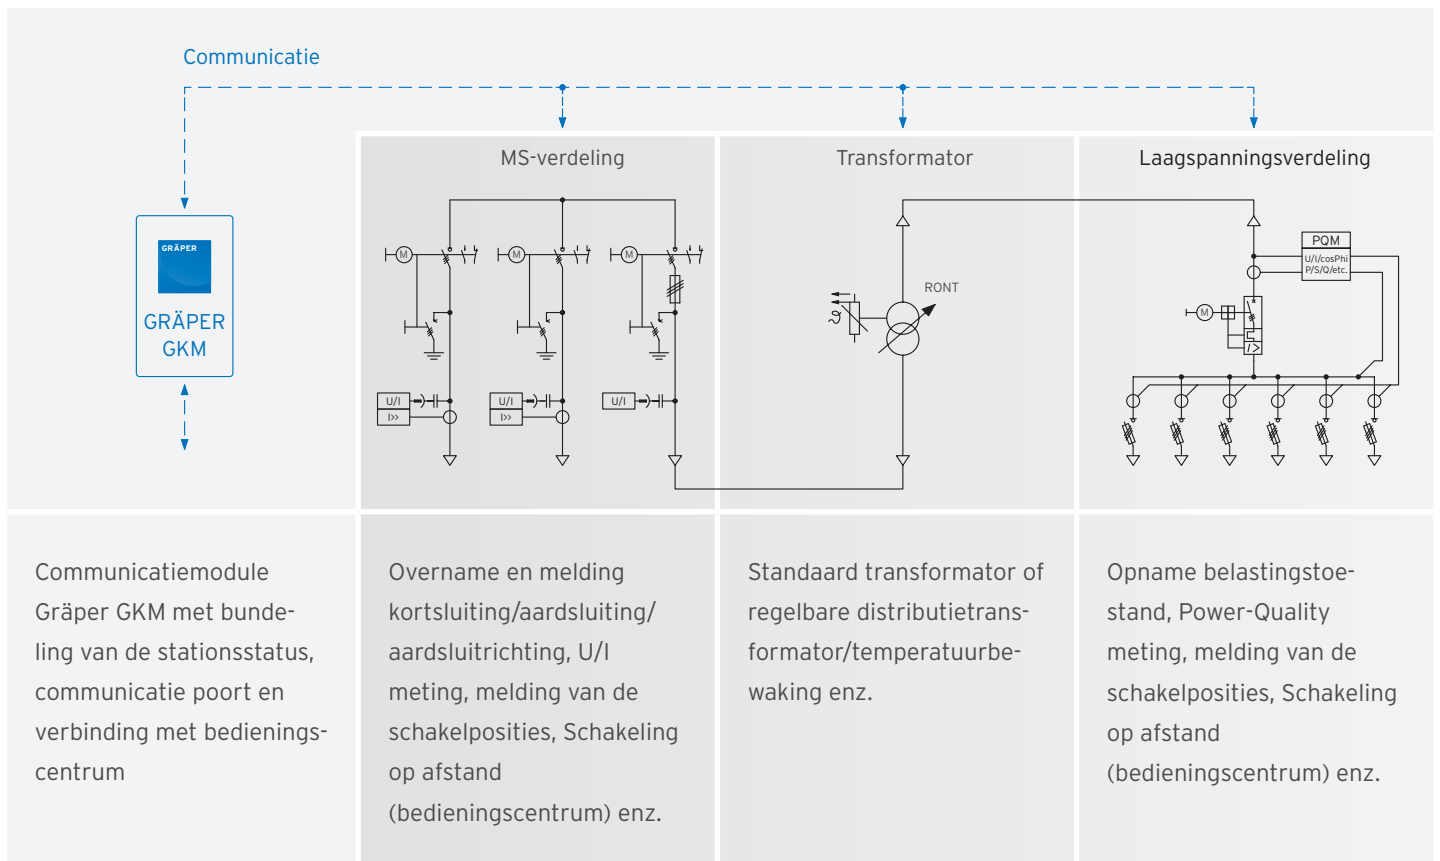 Communicatie
MS-verdeling
Transformator
Laagspanningsverdeling
GRÄPER
GRÄPER
GKM
M
M
M
U/I
I>>
U/I
I>>
U/I
RONT
ϑ
PQM
U/I/cosPhi
P/S/Q/etc.
M
I>
Communicatiemodule
Gräper GKM met bunde-
ling van de stationsstatus,
communicatie poort en
verbinding met bedienings-
centrum
Overname en melding
kortsluiting/aardsluiting/
aardsluitrichting, U/I
meting, melding van de
schakelposities, Schakeling
op afstand
(bedieningscentrum) enz.
Standaard transformator of
regelbare distributietrans-
formator/temperatuurbe-
waking enz.
Opname belastingstoe-
stand, Power-Quality
meting, melding van de
schakelposities, Schakeling
op afstand
(bedieningscentrum) enz.